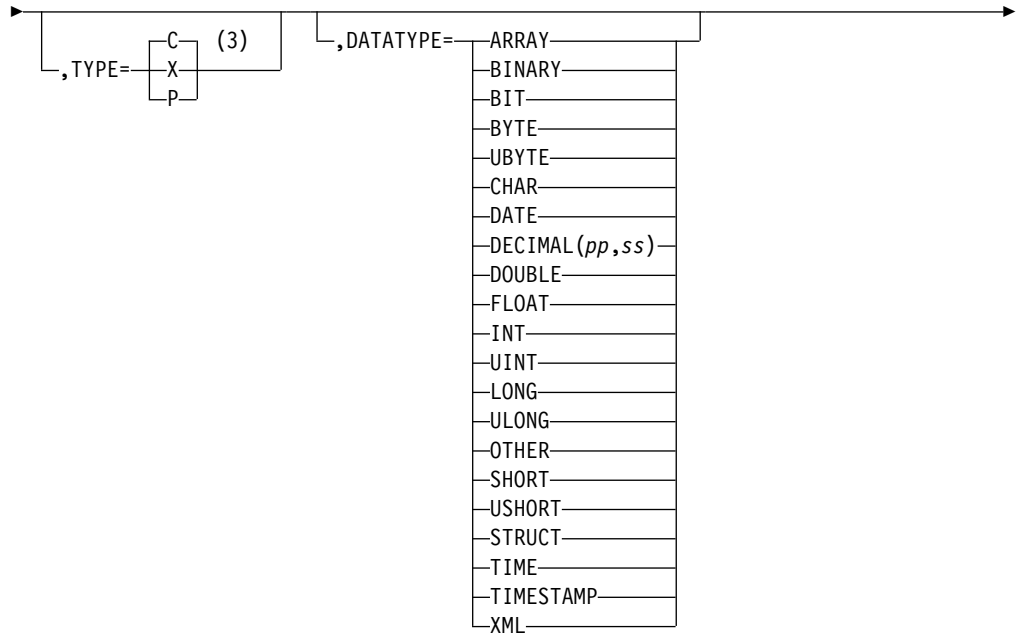 C (3) ,DATATYPE= ARRAY
,TYPE= X BINARY
P BIT
BYTE
UBYTE
CHAR
DATE
DECIMAL(pp,ss)
DOUBLE
FLOAT
INT
UINT
LONG
ULONG
OTHER
SHORT
USHORT
STRUCT
TIME
TIMESTAMP
XML